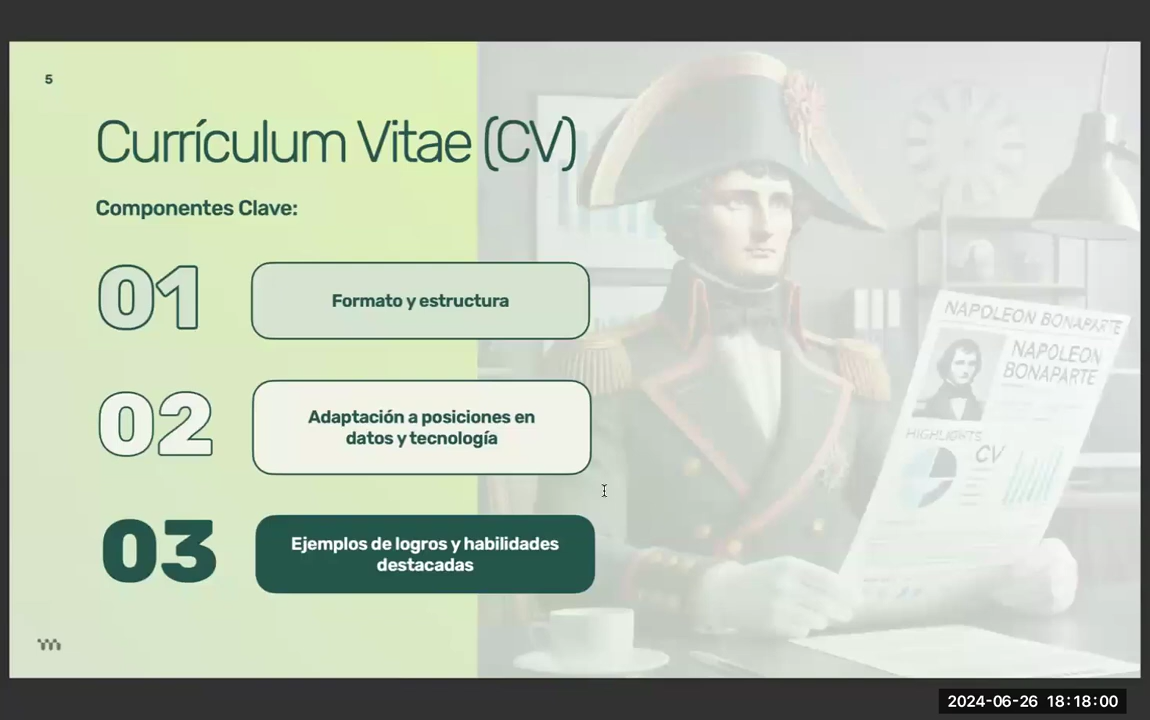 5
Currículum Vitae (CV)
Componentes Clave:
01
Formato y estructura
02
Adaptación a posiciones en
datos y tecnología
03
Ejemplos de logros y habilidades
destacadas
NAPOLEON BONAPARTE
NAPOLEON
BONAPARTE
HIGHLIGHTS
CV
2024-06-26 18:18:00